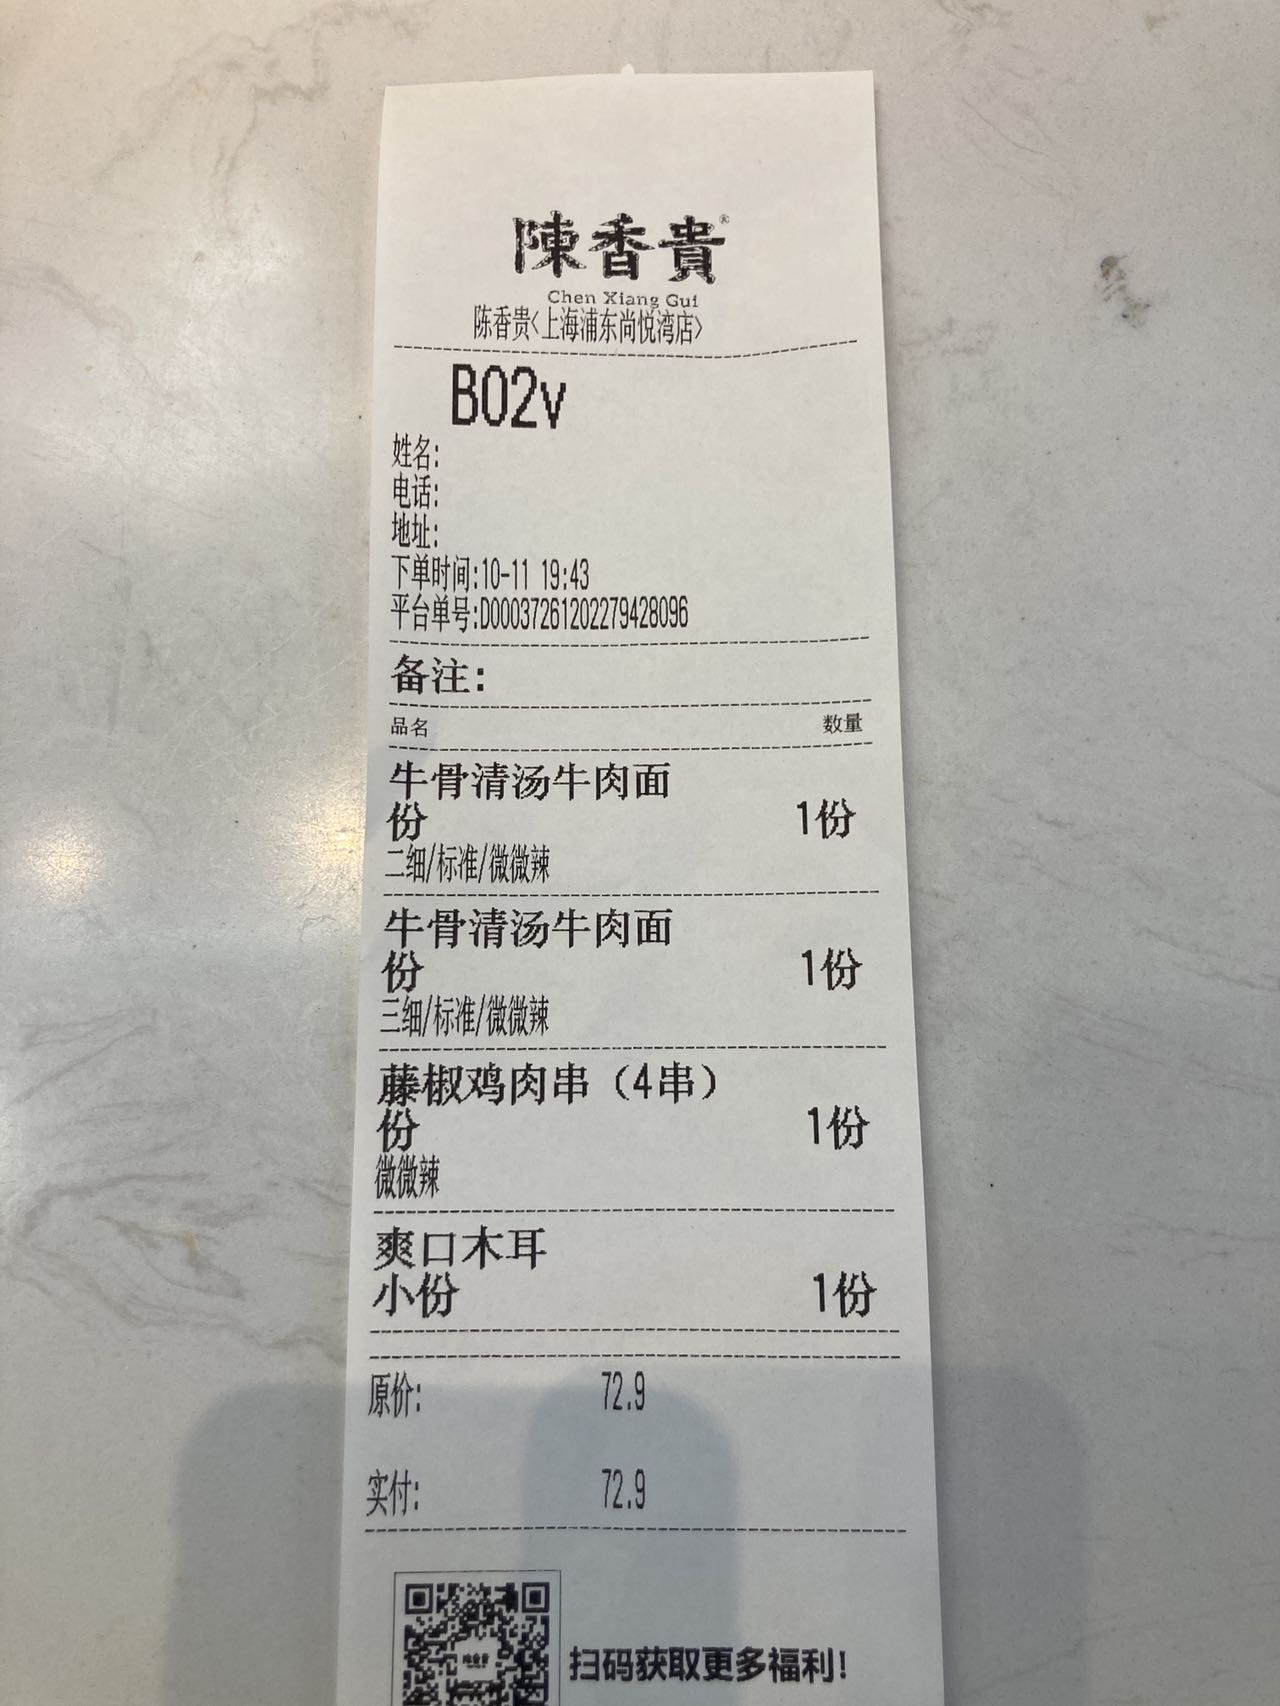 陳香貴®
Chen Xiang Gui
陈香贵<上海浦东尚悦湾店>
B02v
姓名:
电话:
地址:
下单时间:10-11 19:43
平台单号:D00037261202279428096
备注:
品名 数量
牛骨清汤牛肉面
份 1份
二细/标准/微微辣
牛骨清汤牛肉面
份 1份
三细/标准/微微辣
藤椒鸡肉串（4串）
份 1份
微微辣
爽口木耳
小份 1份
原价: 72.9
实付: 72.9
扫码获取更多福利!